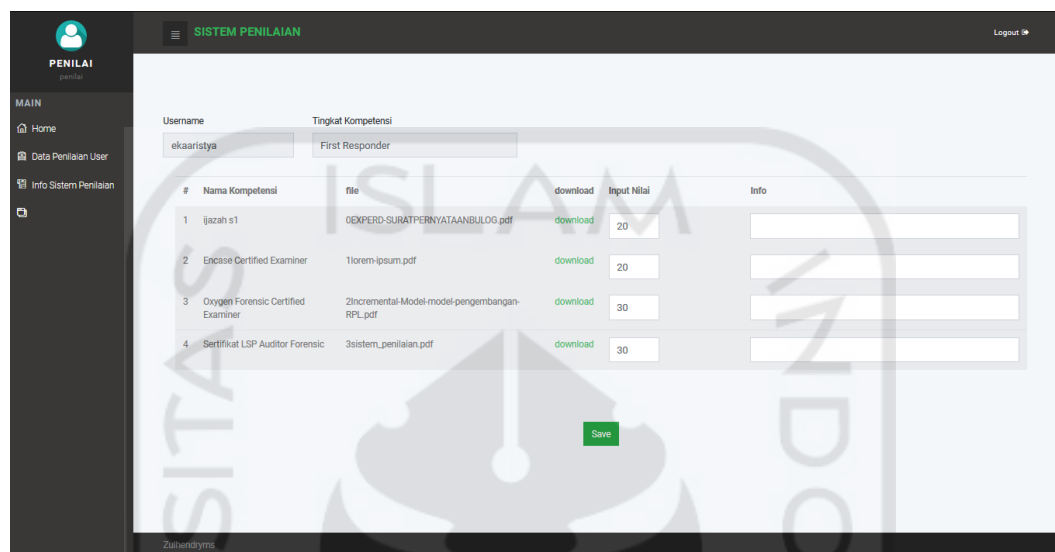 SISTEM PENILAIAN
Logout
PENILAI
penilai
MAIN
Home
Data Penilaian User
Info Sistem Penilaian
Username
Tingkat Kompetensi
ekaaristya
First Responder
# Nama Kompetensi file download Input Nilai Info
1 ijazah s1 0EXPERD-SURATPERNYATAANBULOG.pdf download 20
2 Encase Certified Examiner 1lorem-ipsum.pdf download 20
3 Oxygen Forensic Certified
Examiner
2Incremental-Model-model-pengembangan-
RPL.pdf
download 30
4 Sertifikat LSP Auditor Forensic 3sistem_penilaian.pdf download 30
Save
Zulhendryms
ISLAM
INDO
SITAS